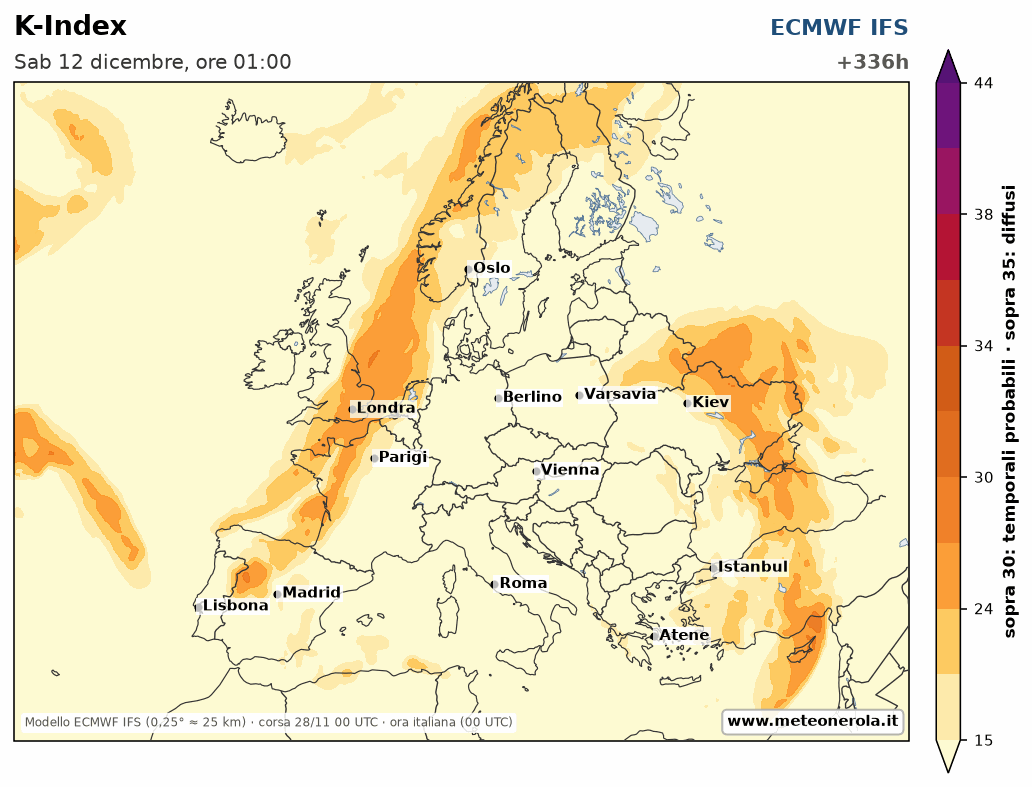 K-Index
ECMWF IFS
Sab 12 dicembre, ore 01:00
+336h
44
38
34
30
24
15
sopra 30: temporali probabili · sopra 35: diffusi
Oslo
Berlino
Varsavia
Kiev
Londra
Parigi
Vienna
Istanbul
Roma
Madrid
Lisbona
Atene
Modello ECMWF IFS (0,25° ≈ 25 km) · corsa 28/11 00 UTC · ora italiana (00 UTC)
www.meteonerola.it